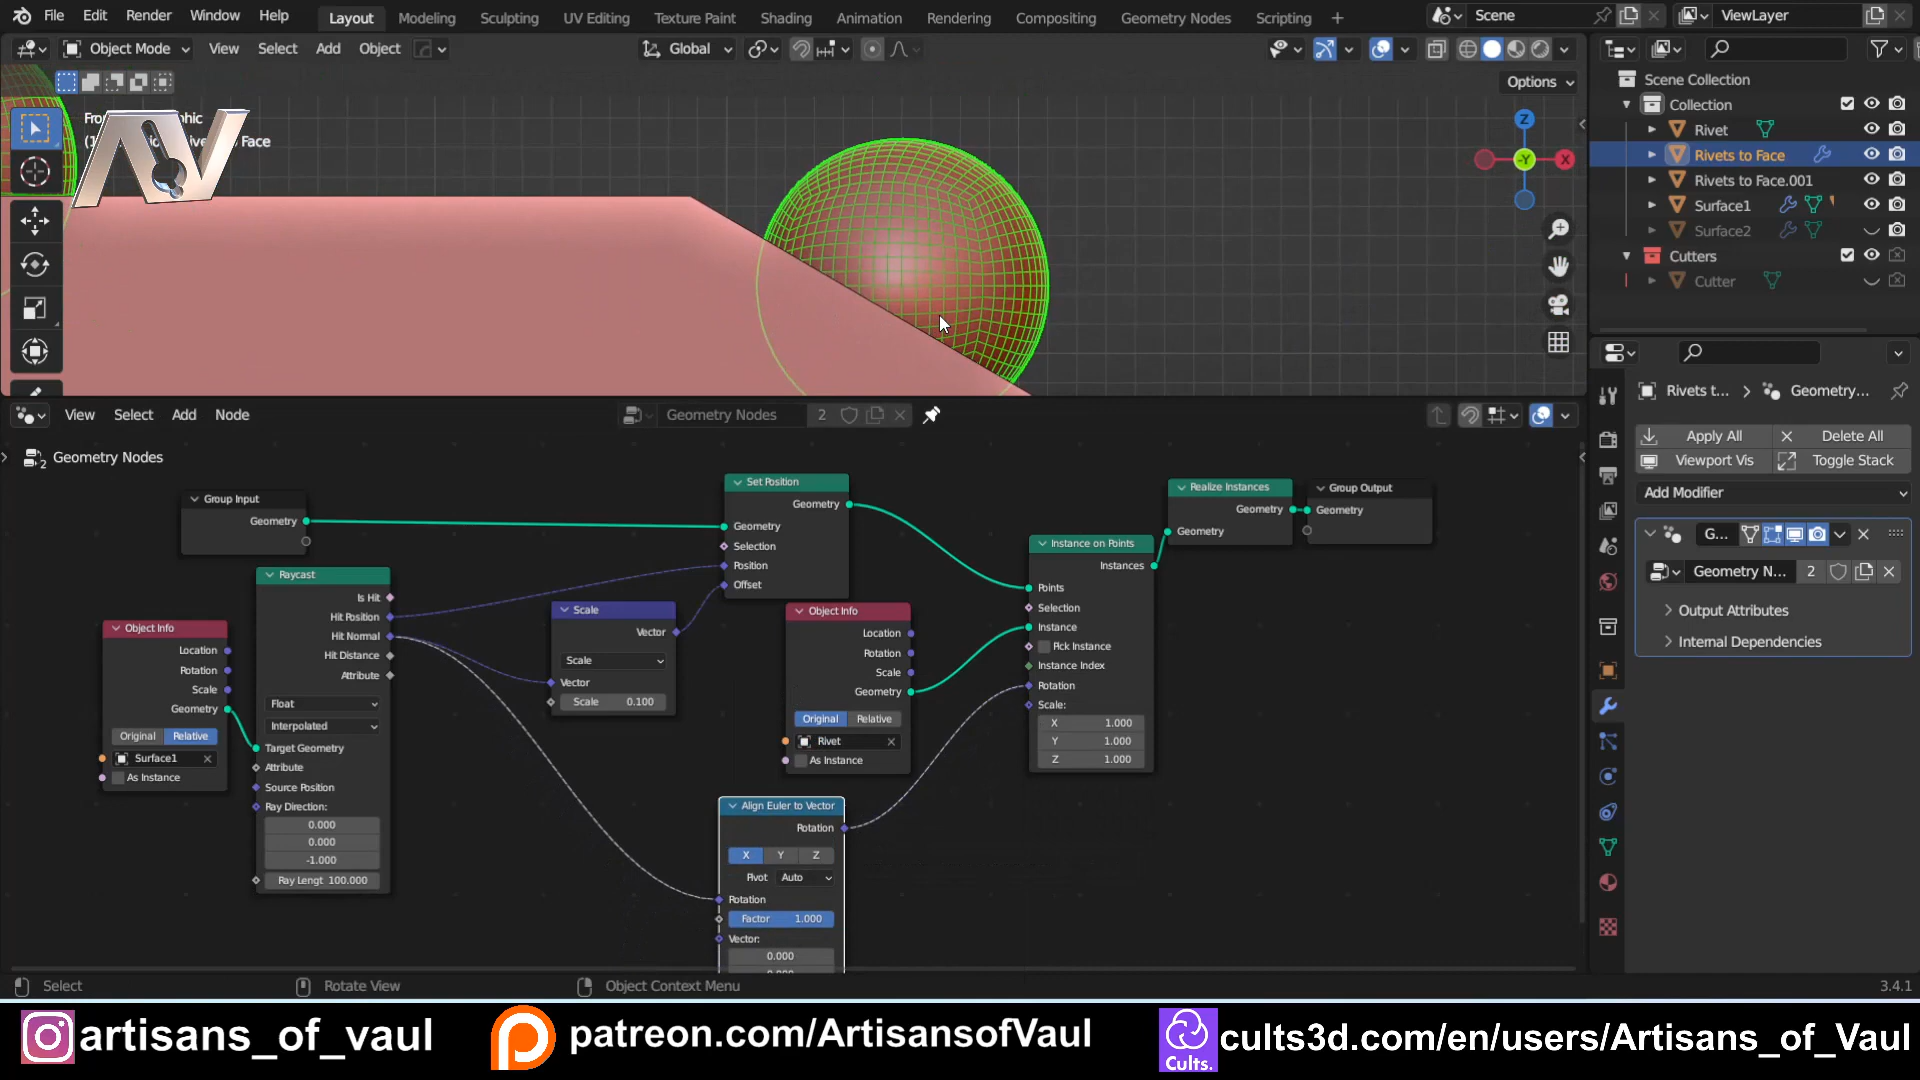 File Edit Render Window Help Layout Modeling Sculpting UV Editing Texture Paint Shading Animation Rendering Compositing Geometry Nodes Scripting + Scene ViewLayer
Object Mode View Select Add Object Global
Options
Scene Collection
Collection
Rivet
Rivets to Face
Rivets to Face.001
Surface1
Surface2
Cutters
Cutter
Face
AV
Z
-Y
X
View Select Add Node Geometry Nodes 2
Geometry Nodes
Group Input
Geometry
Raycast
Is Hit
Hit Position
Hit Normal
Hit Distance
Attribute
Float
Interpolated
Target Geometry
Attribute
Source Position
Ray Direction:
0.000
0.000
-1.000
Ray Lengt 100.000
Object Info
Location
Rotation
Scale
Geometry
Original Relative
Surface1
As Instance
Scale
Vector
Scale
Vector
Scale 0.100
Set Position
Geometry
Geometry
Selection
Position
Offset
Object Info
Location
Rotation
Scale
Geometry
Original Relative
Rivet
As Instance
Align Euler to Vector
Rotation
X Y Z
Pivot Auto
Rotation
Factor 1.000
Vector:
0.000
Instance on Points
Instances
Points
Selection
Instance
Pick Instance
Instance Index
Rotation
Scale:
X 1.000
Y 1.000
Z 1.000
Realize Instances
Geometry
Geometry
Group Output
Geometry
Rivets t... > Geometry...
Apply All Delete All
Viewport Vis Toggle Stack
Add Modifier
G...
Geometry N... 2
Output Attributes
Internal Dependencies
Select Rotate View Object Context Menu 3.4.1
artisans_of_vaul patreon.com/ArtisansofVaul Cults. cults3d.com/en/users/Artisans_of_Vaul